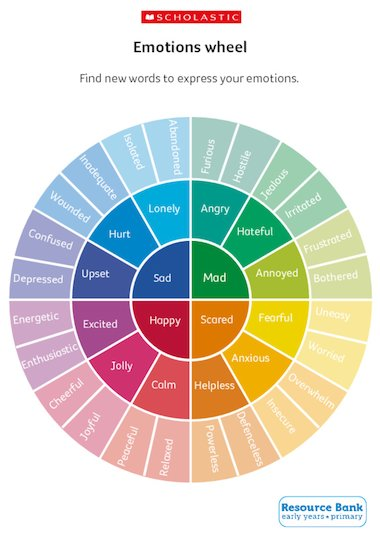 SCHOLASTIC
Emotions wheel
Find new words to express your emotions.
Sad
Mad
Happy
Scared
Lonely
Hurt
Upset
Angry
Hateful
Annoyed
Fearful
Anxious
Helpless
Calm
Jolly
Excited
Abandoned
Isolated
Inadequate
Wounded
Confused
Depressed
Furious
Hostile
Jealous
Irritated
Frustrated
Bothered
Uneasy
Worried
Overwhelm
Insecure
Defenceless
Powerless
Relaxed
Peaceful
Joyful
Cheerful
Enthusiastic
Energetic
Resource Bank
early years • primary